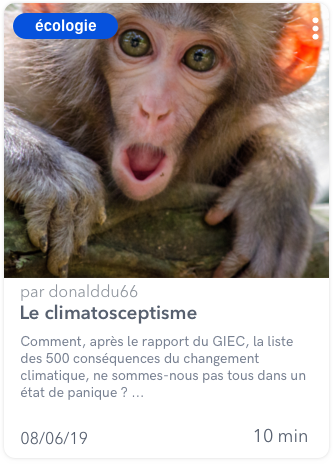 écologie
par donalddu66
Le climatosceptisme
Comment, après le rapport du GIEC, la liste
des 500 conséquences du changement
climatique, ne sommes-nous pas tous dans un
état de panique ? ...
08/06/19
10 min